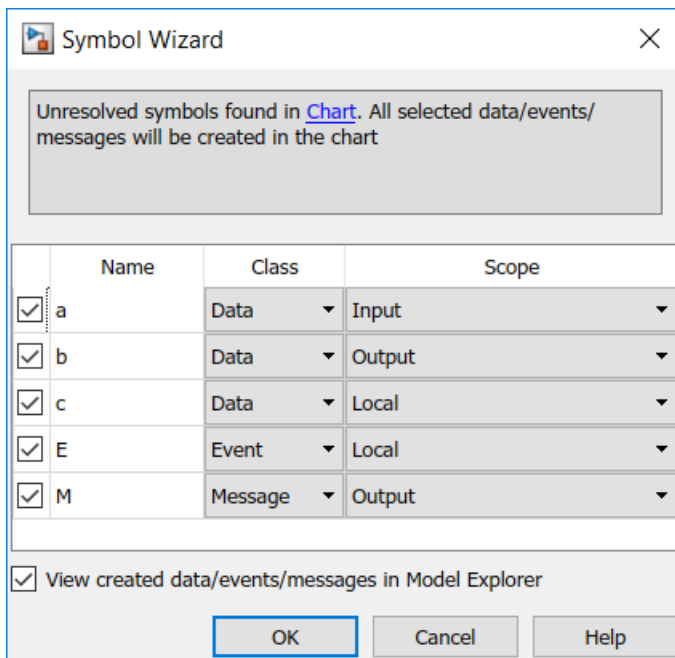 Symbol Wizard
Unresolved symbols found in Chart. All selected data/events/
messages will be created in the chart
Name Class Scope
a Data Input
b Data Output
c Data Local
E Event Local
M Message Output
View created data/events/messages in Model Explorer
OK Cancel Help